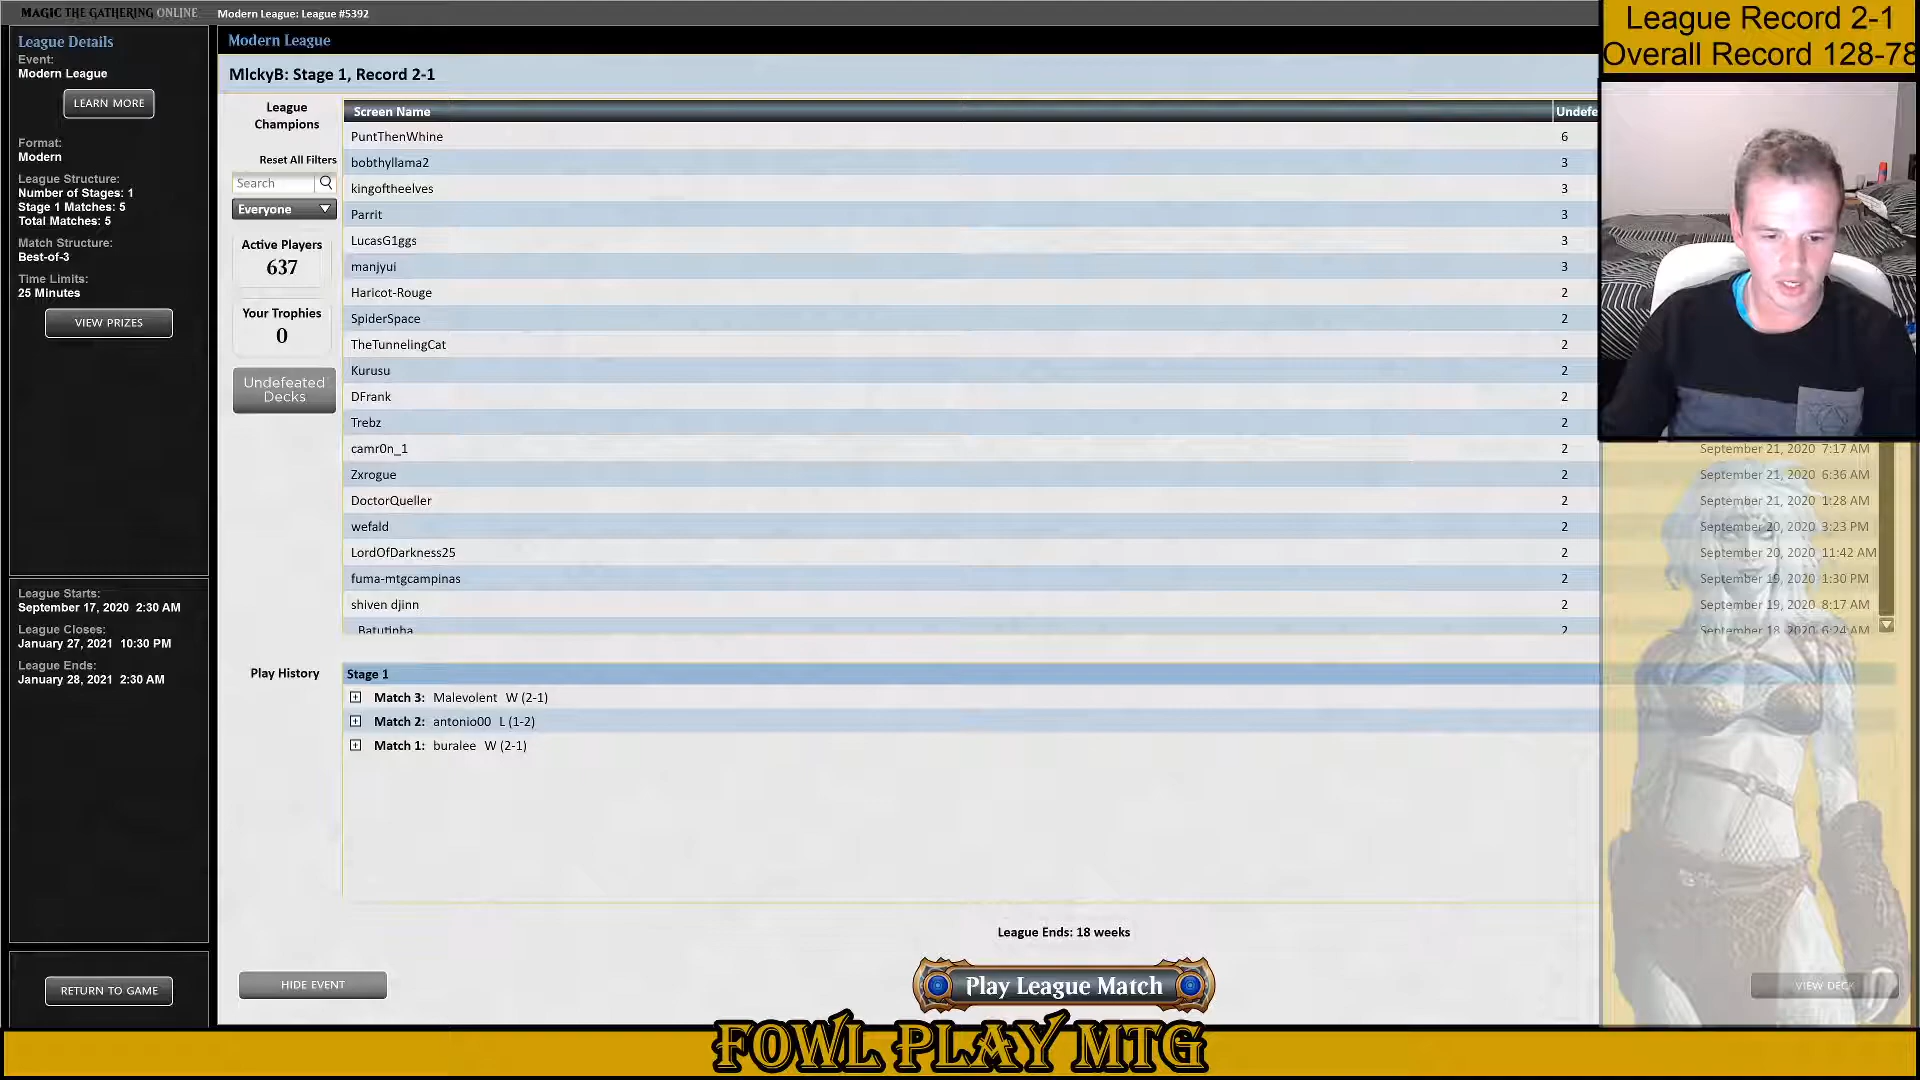 MAGIC THE GATHERING ONLINE
Modern League: League #5392
League Record 2-1
Overall Record 128-78
League Details
Event:
Modern League
LEARN MORE
Format:
Modern
League Structure:
Number of Stages: 1
Stage 1 Matches: 5
Total Matches: 5
Match Structure:
Best-of-3
Time Limits:
25 Minutes
VIEW PRIZES
League Starts:
September 17, 2020 2:30 AM
League Closes:
January 27, 2021 10:30 PM
League Ends:
January 28, 2021 2:30 AM
RETURN TO GAME
Modern League
MIckyB: Stage 1, Record 2-1
League
Champions
Reset All Filters
Search
Everyone
Active Players
637
Your Trophies
0
Undefeated
Decks
Screen Name Undefe
PuntThenWhine 6
bobthyllama2 3
kingoftheelves 3
Parrit 3
LucasG1ggs 3
manjyui 3
Haricot-Rouge 2
SpiderSpace 2
TheTunnelingCat 2
Kurusu 2
DFrank 2
Trebz 2
camr0n_1 2 September 21, 2020 7:17 AM
Zxrogue 2 September 21, 2020 6:36 AM
DoctorQueller 2 September 21, 2020 1:28 AM
wefald 2 September 20, 2020 3:23 PM
LordOfDarkness25 2 September 20, 2020 11:42 AM
fuma-mtgcampinas 2 September 19, 2020 1:30 PM
shiven djinn 2 September 19, 2020 8:17 AM
_Batutinha_ 2 September 18, 2020 6:24 AM
Play History
Stage 1
Match 3: Malevolent W (2-1)
Match 2: antonio00 L (1-2)
Match 1: buralee W (2-1)
League Ends: 18 weeks
HIDE EVENT
Play League Match
VIEW DECK
FOWL PLAY MTG